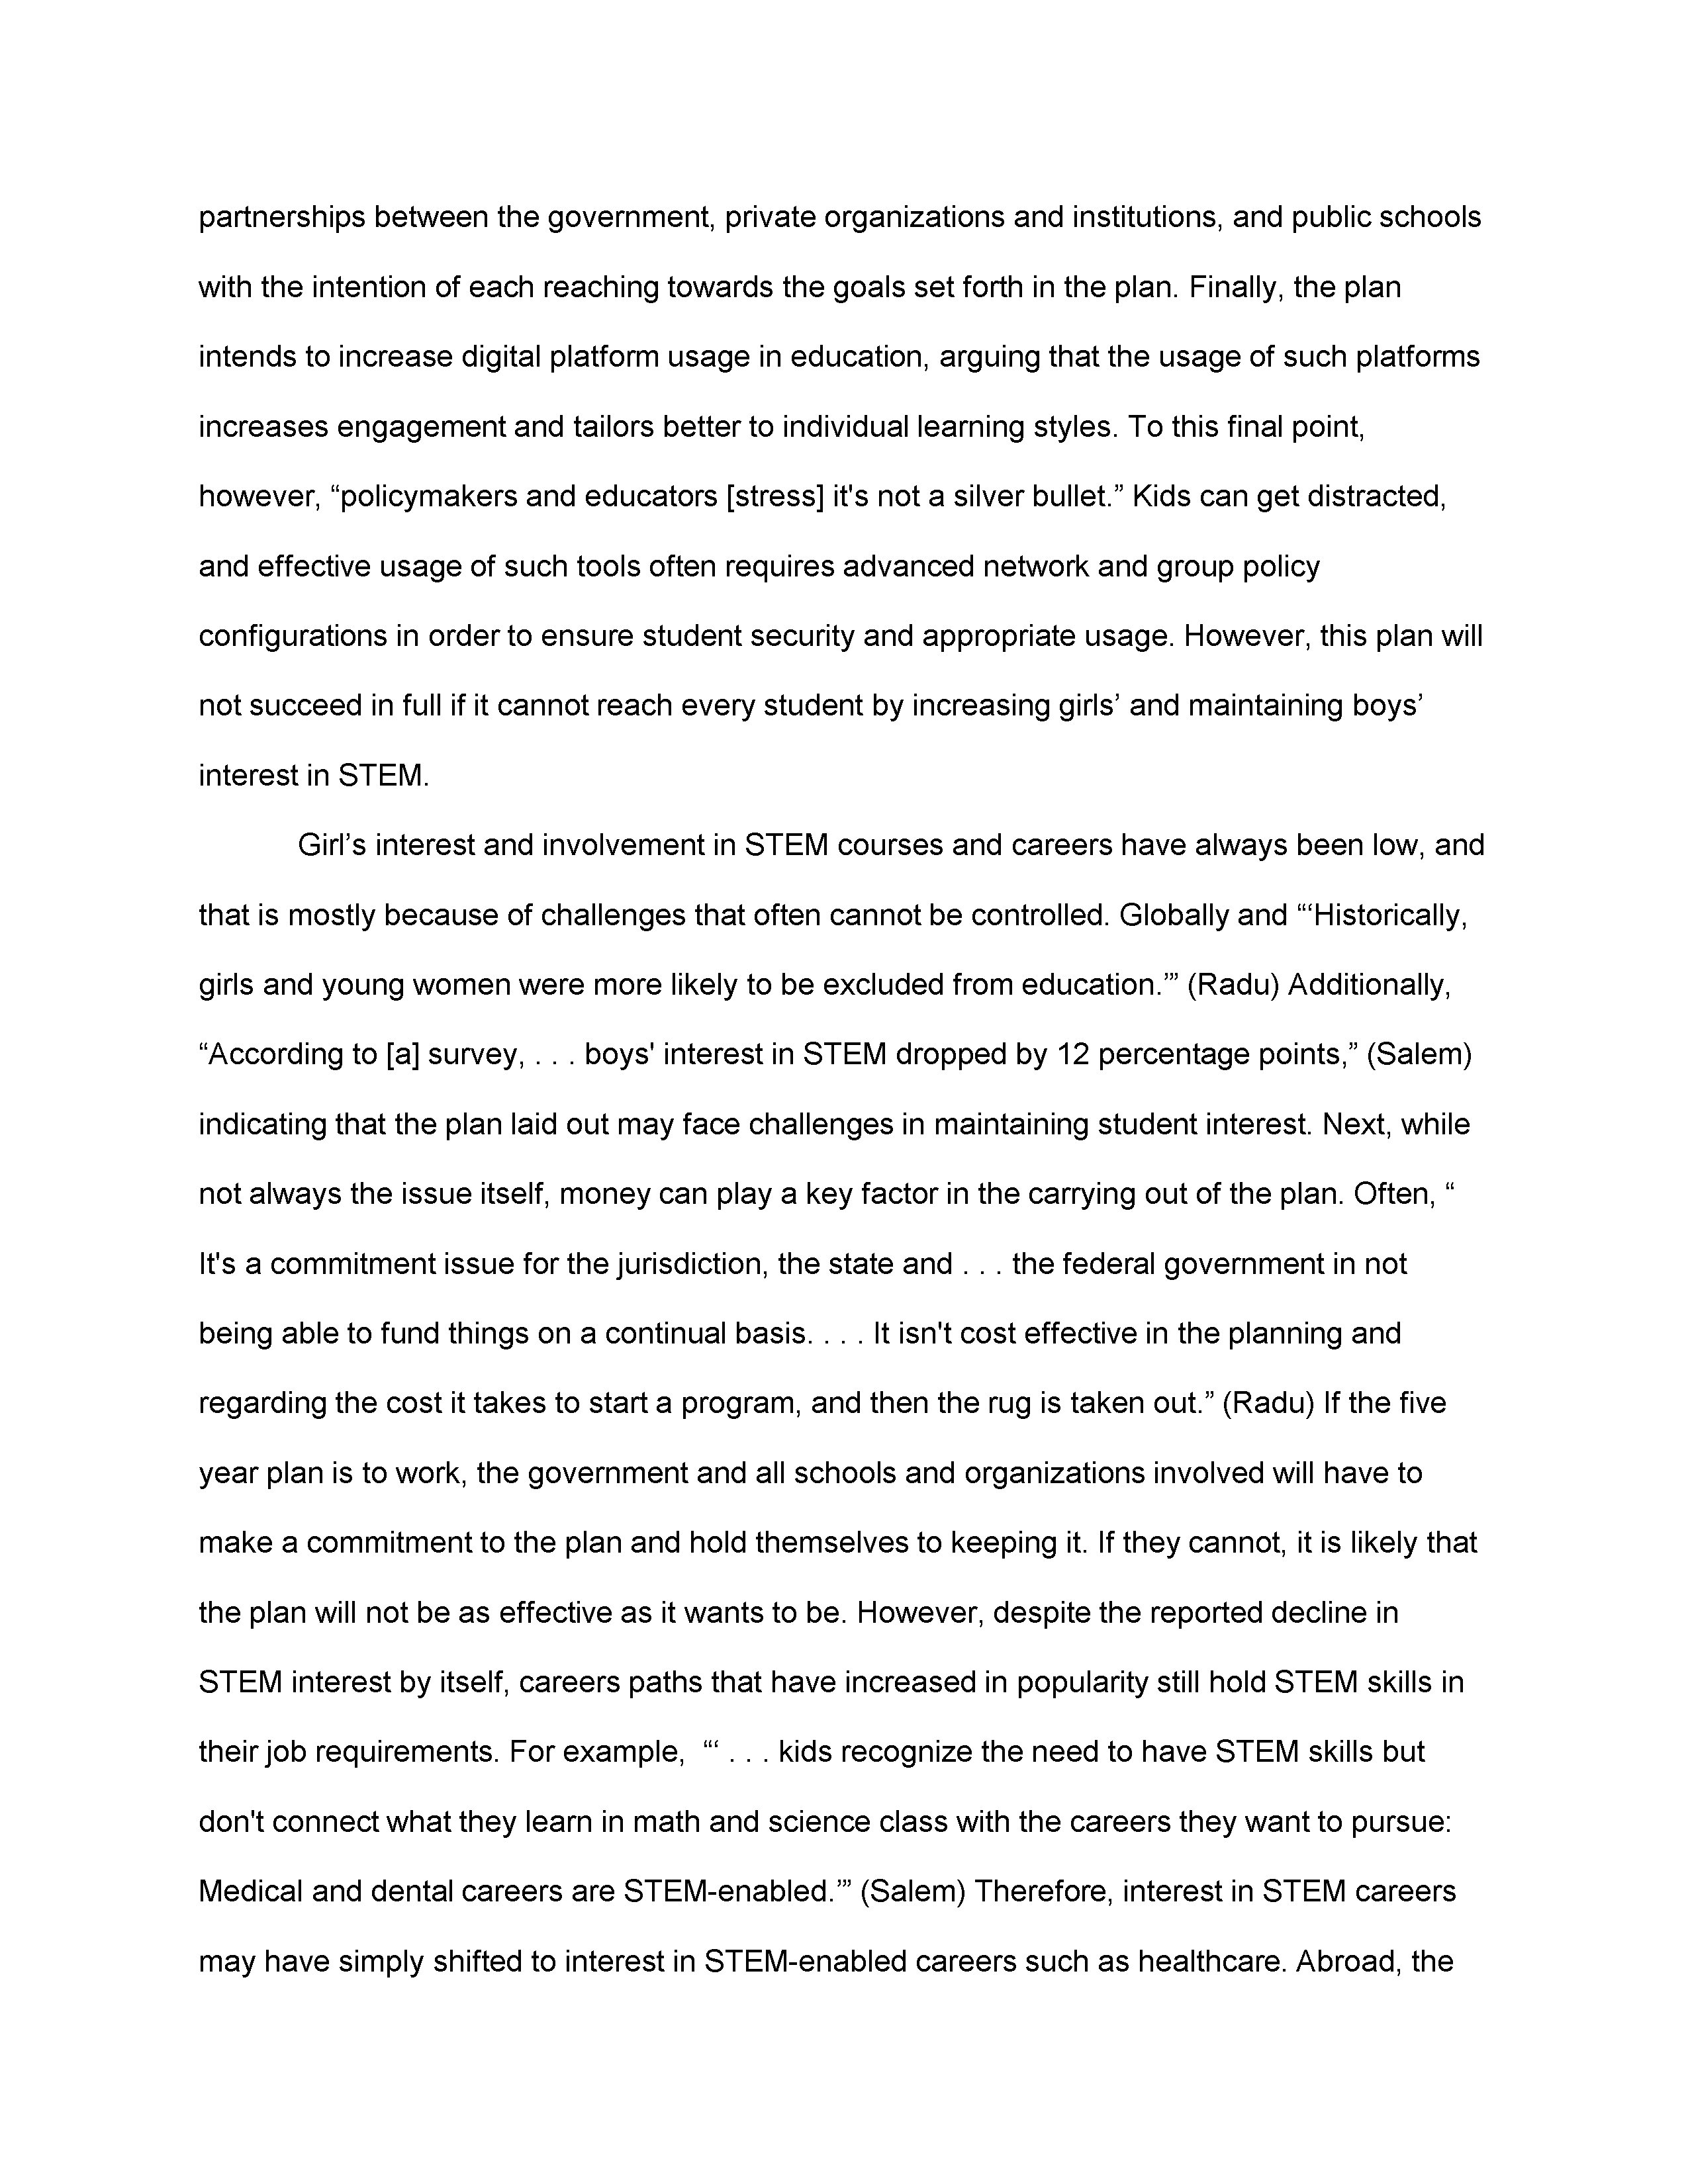 partnerships between the government, private organizations and institutions, and public schools
with the intention of each reaching towards the goals set forth in the plan. Finally, the plan
intends to increase digital platform usage in education, arguing that the usage of such platforms
increases engagement and tailors better to individual learning styles. To this final point,
however, “policymakers and educators [stress] it's not a silver bullet.” Kids can get distracted,
and effective usage of such tools often requires advanced network and group policy
configurations in order to ensure student security and appropriate usage. However, this plan will
not succeed in full if it cannot reach every student by increasing girls’ and maintaining boys’
interest in STEM.
Girl’s interest and involvement in STEM courses and careers have always been low, and
that is mostly because of challenges that often cannot be controlled. Globally and “‘Historically,
girls and young women were more likely to be excluded from education.’” (Radu) Additionally,
“According to [a] survey, . . . boys' interest in STEM dropped by 12 percentage points,” (Salem)
indicating that the plan laid out may face challenges in maintaining student interest. Next, while
not always the issue itself, money can play a key factor in the carrying out of the plan. Often, “
It's a commitment issue for the jurisdiction, the state and . . . the federal government in not
being able to fund things on a continual basis. . . . It isn't cost effective in the planning and
regarding the cost it takes to start a program, and then the rug is taken out.” (Radu) If the five
year plan is to work, the government and all schools and organizations involved will have to
make a commitment to the plan and hold themselves to keeping it. If they cannot, it is likely that
the plan will not be as effective as it wants to be. However, despite the reported decline in
STEM interest by itself, careers paths that have increased in popularity still hold STEM skills in
their job requirements. For example,  “‘ . . . kids recognize the need to have STEM skills but
don't connect what they learn in math and science class with the careers they want to pursue:
Medical and dental careers are STEM-enabled.’” (Salem) Therefore, interest in STEM careers
may have simply shifted to interest in STEM-enabled careers such as healthcare. Abroad, the